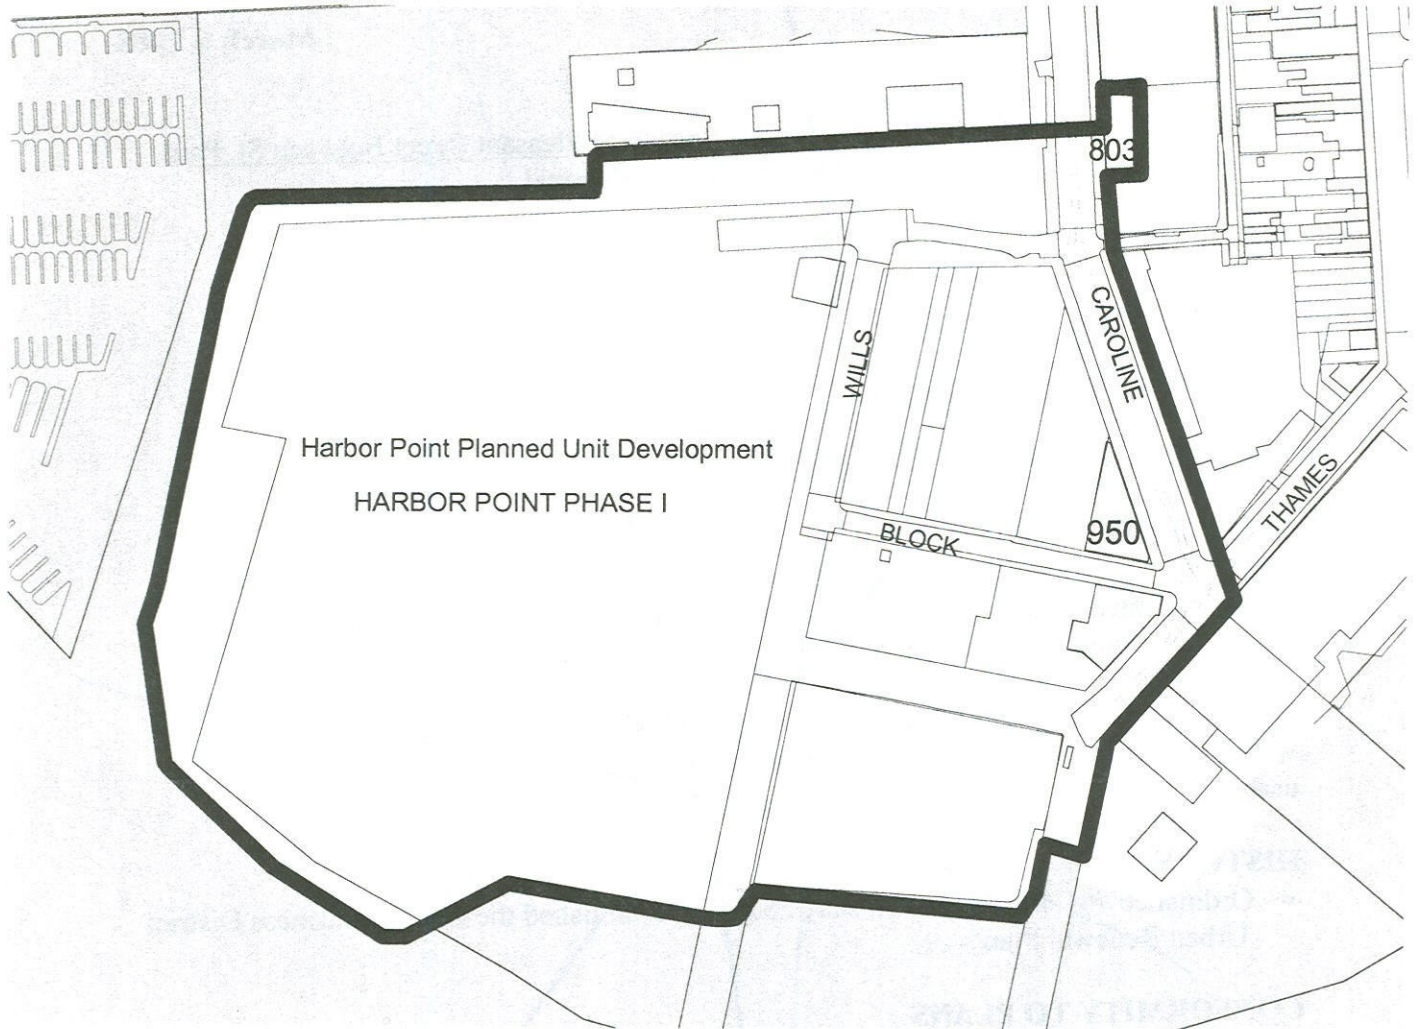 803
CAROLINE
WILLS
Harbor Point Planned Unit Development
HARBOR POINT PHASE I
THAMES
950
BLOCK